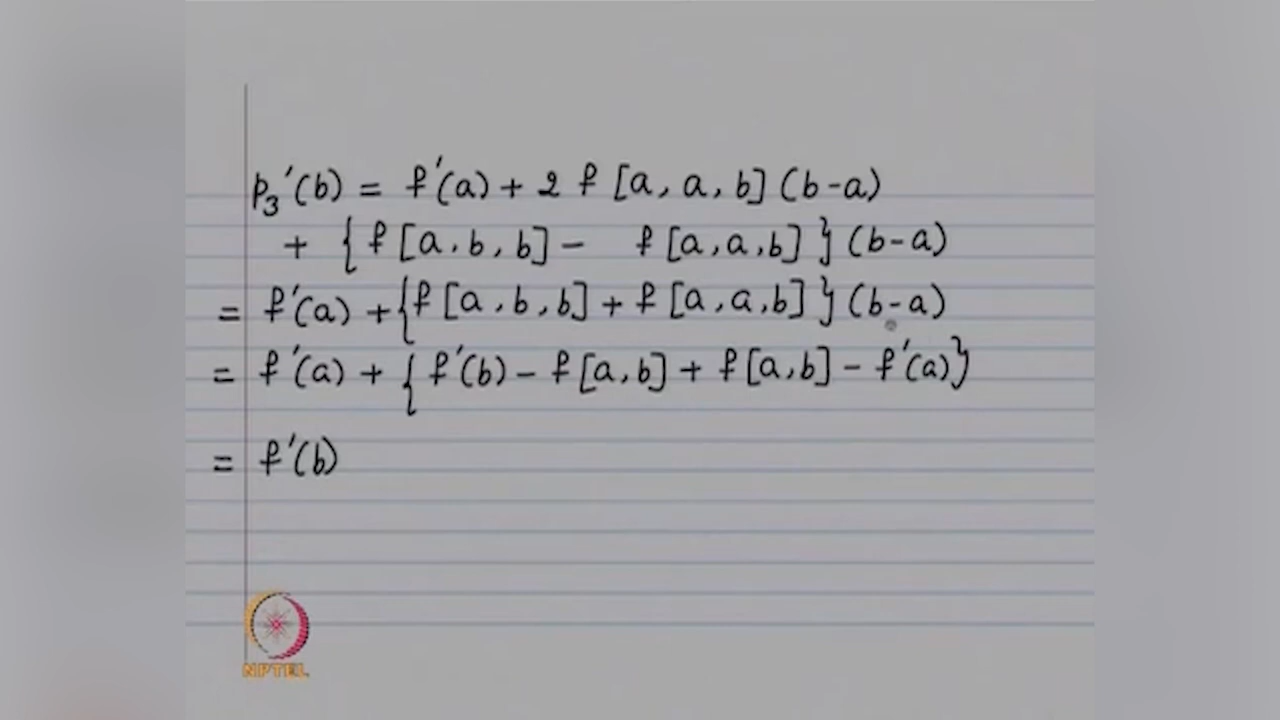 p₃'(b) = f'(a) + 2 f [a, a, b] (b-a)
+ {f [a, b, b] - f [a, a, b]} (b-a)
= f'(a) + {f [a, b, b] + f [a, a, b]} (b-a)
= f'(a) + {f'(b) - f [a, b] + f [a, b] - f'(a)}
= f'(b)
NPTEL